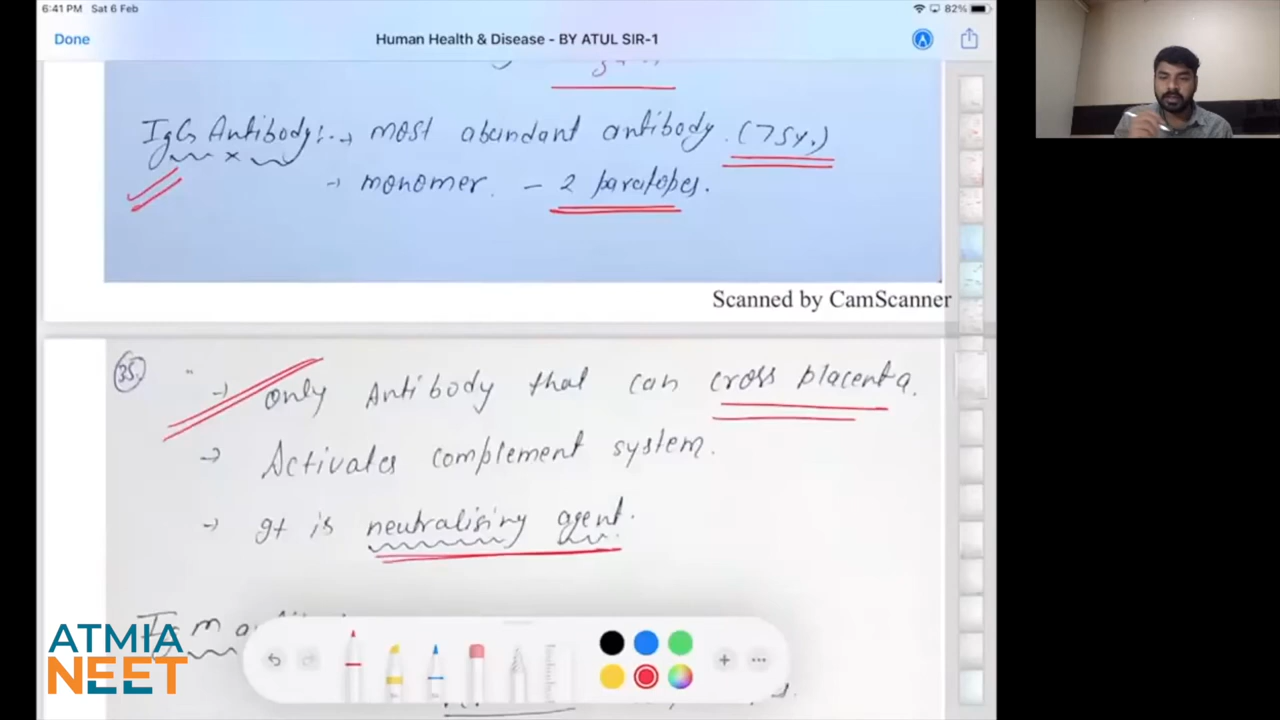 6:41 PM Sat 6 Feb
82%
Done
Human Health & Disease - BY ATUL SIR-1
IgG Antibody:→ most abundant antibody. (75%)
→ monomer. – 2 paratopes.
Scanned by CamScanner
35.
→ Only Antibody that can cross placenta.
→ Activates complement system.
→ It is neutralising agent.
Ig m
ATMIA
NEET